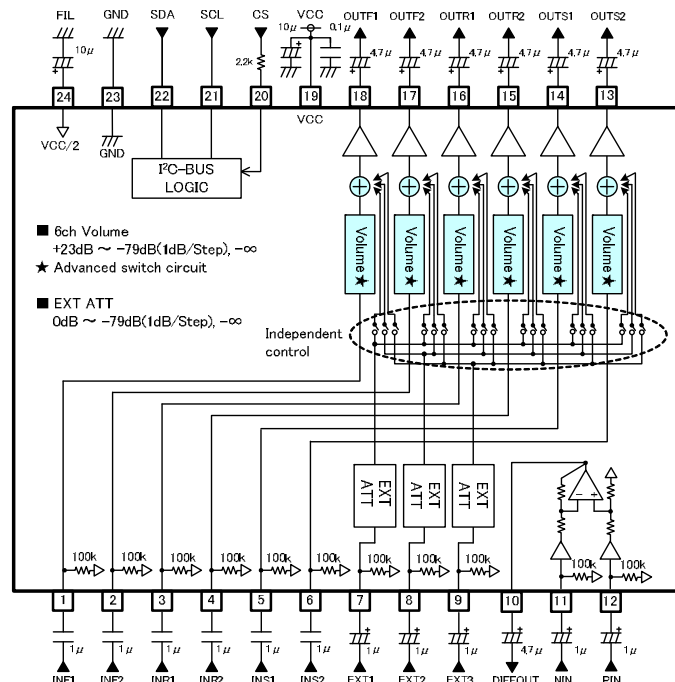 FIL GND SDA SCL CS VCC OUTF1 OUTF2 OUTR1 OUTR2 OUTS1 OUTS2
10μ 2.2k 10μ 0.1μ 4.7μ 4.7μ 4.7μ 4.7μ 4.7μ 4.7μ
24 23 22 21 20 19 18 17 16 15 14 13
VCC/2 GND VCC
I²C-BUS
LOGIC
■ 6ch Volume
+23dB ~ -79dB(1dB/Step), -∞
★ Advanced switch circuit
■ EXT ATT
0dB ~ -79dB(1dB/Step), -∞
Volume★ Volume★ Volume★ Volume★ Volume★ Volume★
Independent
control
EXT ATT EXT ATT EXT ATT
- +
100k 100k 100k 100k 100k 100k 100k 100k 100k 100k 100k
1 2 3 4 5 6 7 8 9 10 11 12
1μ 1μ 1μ 1μ 1μ 1μ 1μ 1μ 1μ 4.7μ 1μ 1μ
INF1 INF2 INR1 INR2 INS1 INS2 EXT1 EXT2 EXT3 DIFFOUT NIN PIN